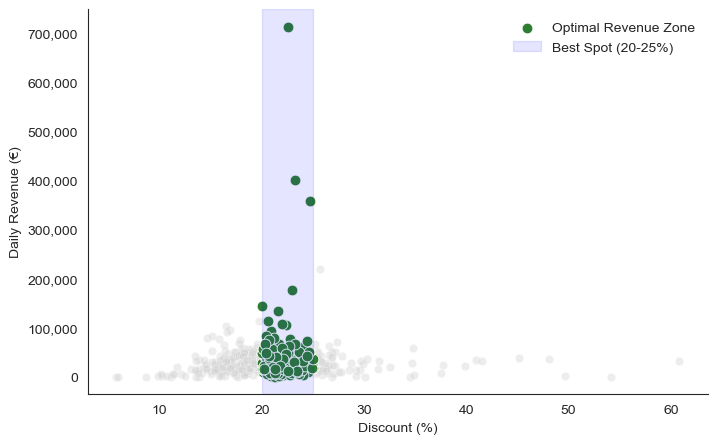 Optimal Revenue Zone
Best Spot (20-25%)
Daily Revenue (€)
700,000
600,000
500,000
400,000
300,000
200,000
100,000
0
10 20 30 40 50 60
Discount (%)